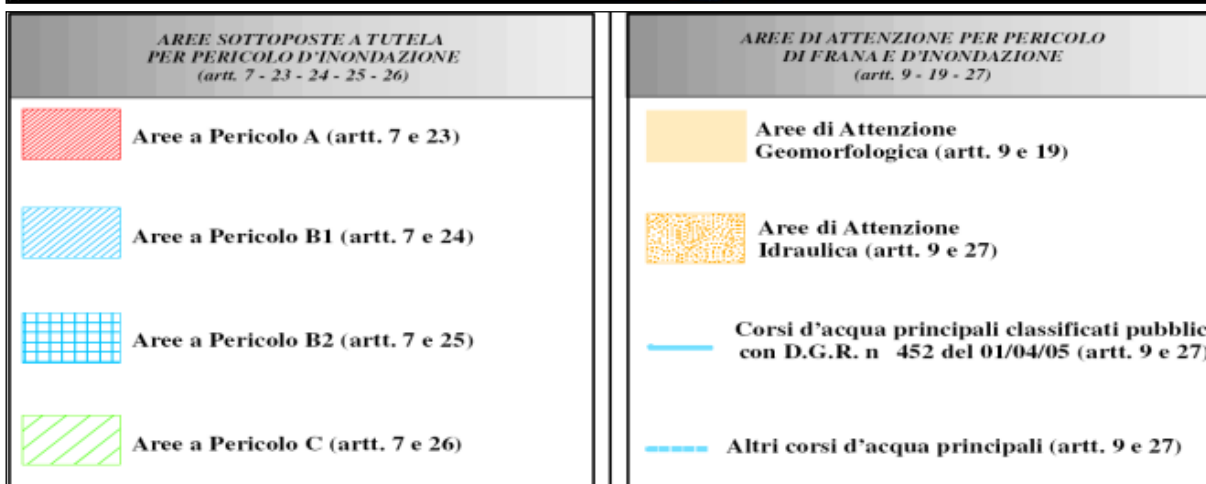 AREE SOTTOPOSTE A TUTELA
PER PERICOLO D'INONDAZIONE
(artt. 7 - 23 - 24 - 25 - 26)
Aree a Pericolo A (artt. 7 e 23)
Aree a Pericolo B1 (artt. 7 e 24)
Aree a Pericolo B2 (artt. 7 e 25)
Aree a Pericolo C (artt. 7 e 26)
AREE DI ATTENZIONE PER PERICOLO
DI FRANA E D'INONDAZIONE
(artt. 9 - 19 - 27)
Aree di Attenzione
Geomorfologica (artt. 9 e 19)
Aree di Attenzione
Idraulica (artt. 9 e 27)
Corsi d'acqua principali classificati pubblic
con D.G.R. n 452 del 01/04/05 (artt. 9 e 27)
Altri corsi d'acqua principali (artt. 9 e 27)